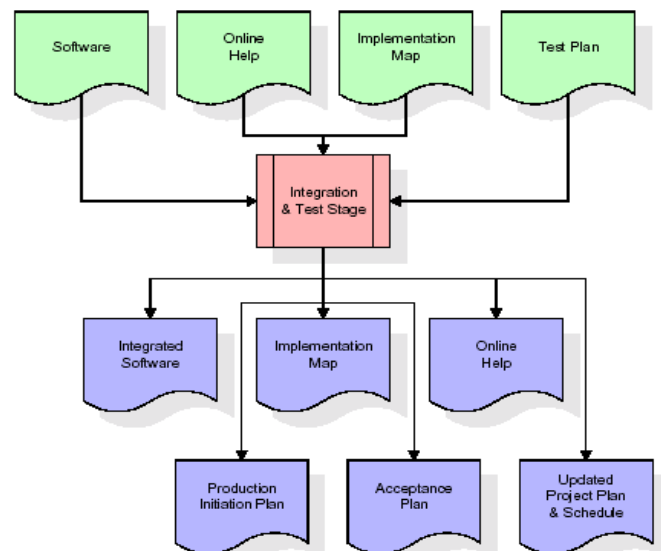 Software
Online
Help
Implementation
Map
Test Plan
Integration
& Test Stage
Integrated
Software
Implementation
Map
Online
Help
Production
Initiation Plan
Acceptance
Plan
Updated
Project Plan
& Schedule